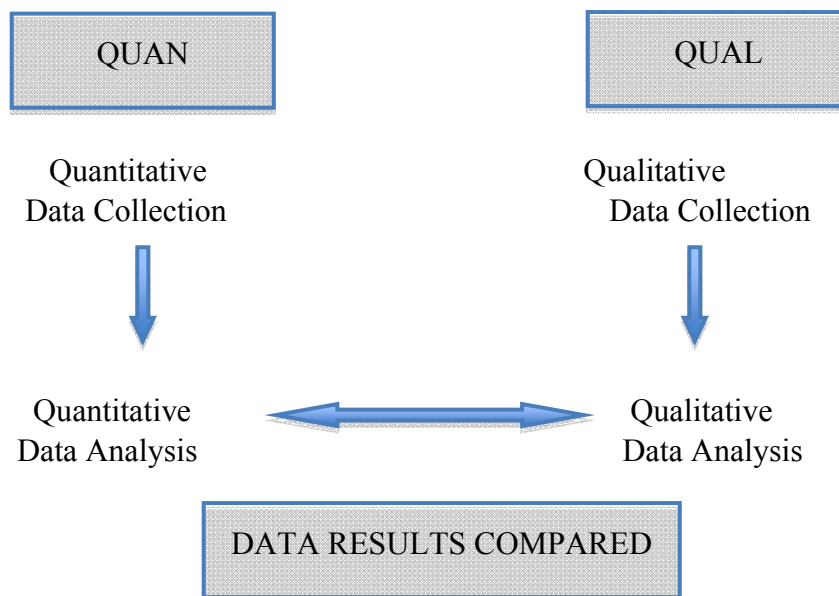 QUAN
QUAL
Quantitative
Data Collection
Qualitative
Data Collection
Quantitative
Data Analysis
Qualitative
Data Analysis
DATA RESULTS COMPARED